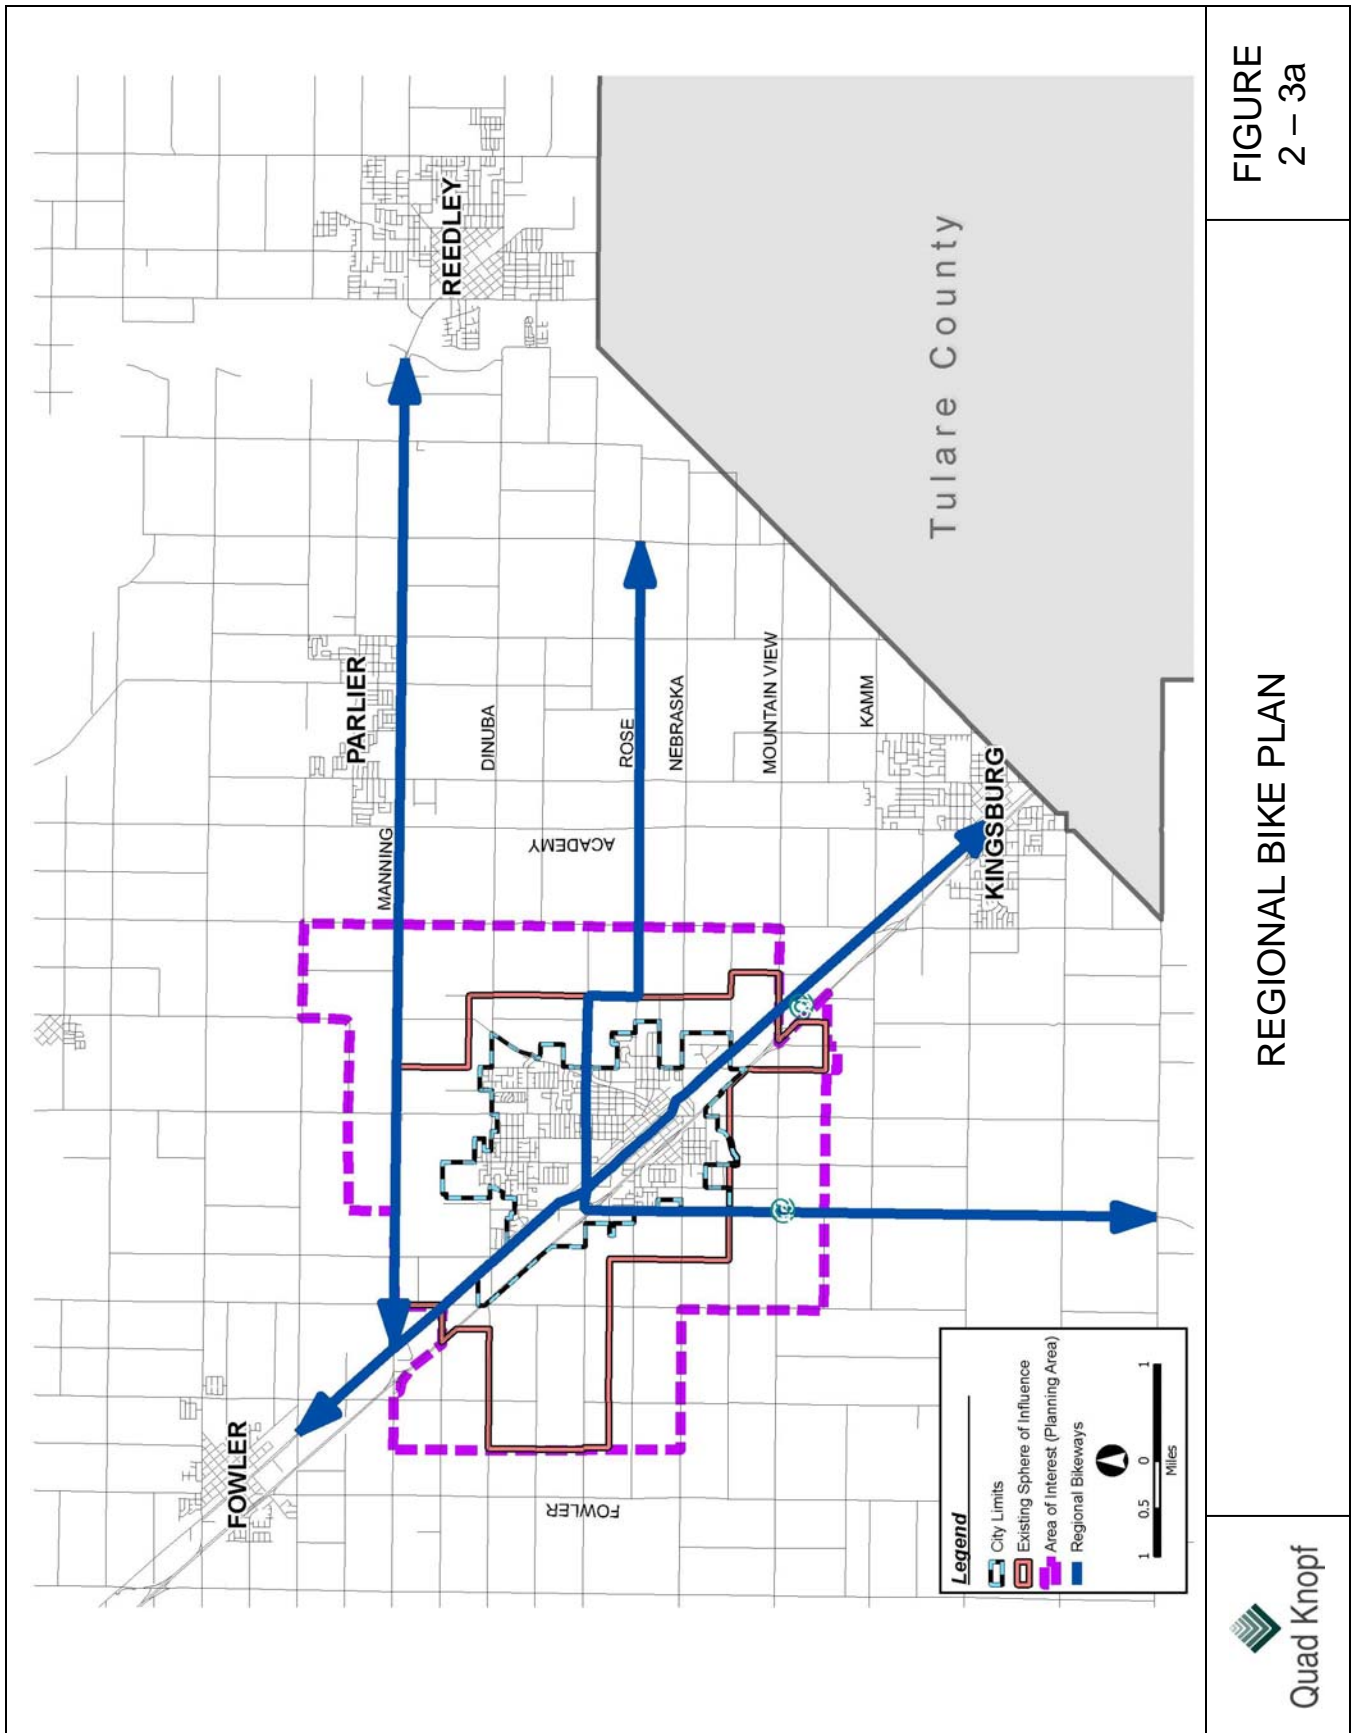 FIGURE
2 – 3a
REEDLEY
Tulare County
PARLIER
MANNING
DINUBA
ACADEMY
ROSE
NEBRASKA
MOUNTAIN VIEW
KAMM
KINGSBURG
FOWLER
FOWLER
Legend
City Limits
Existing Sphere of Influence
Area of Interest (Planning Area)
Regional Bikeways
1 0.5 0 1
Miles
REGIONAL BIKE PLAN
Quad Knopf